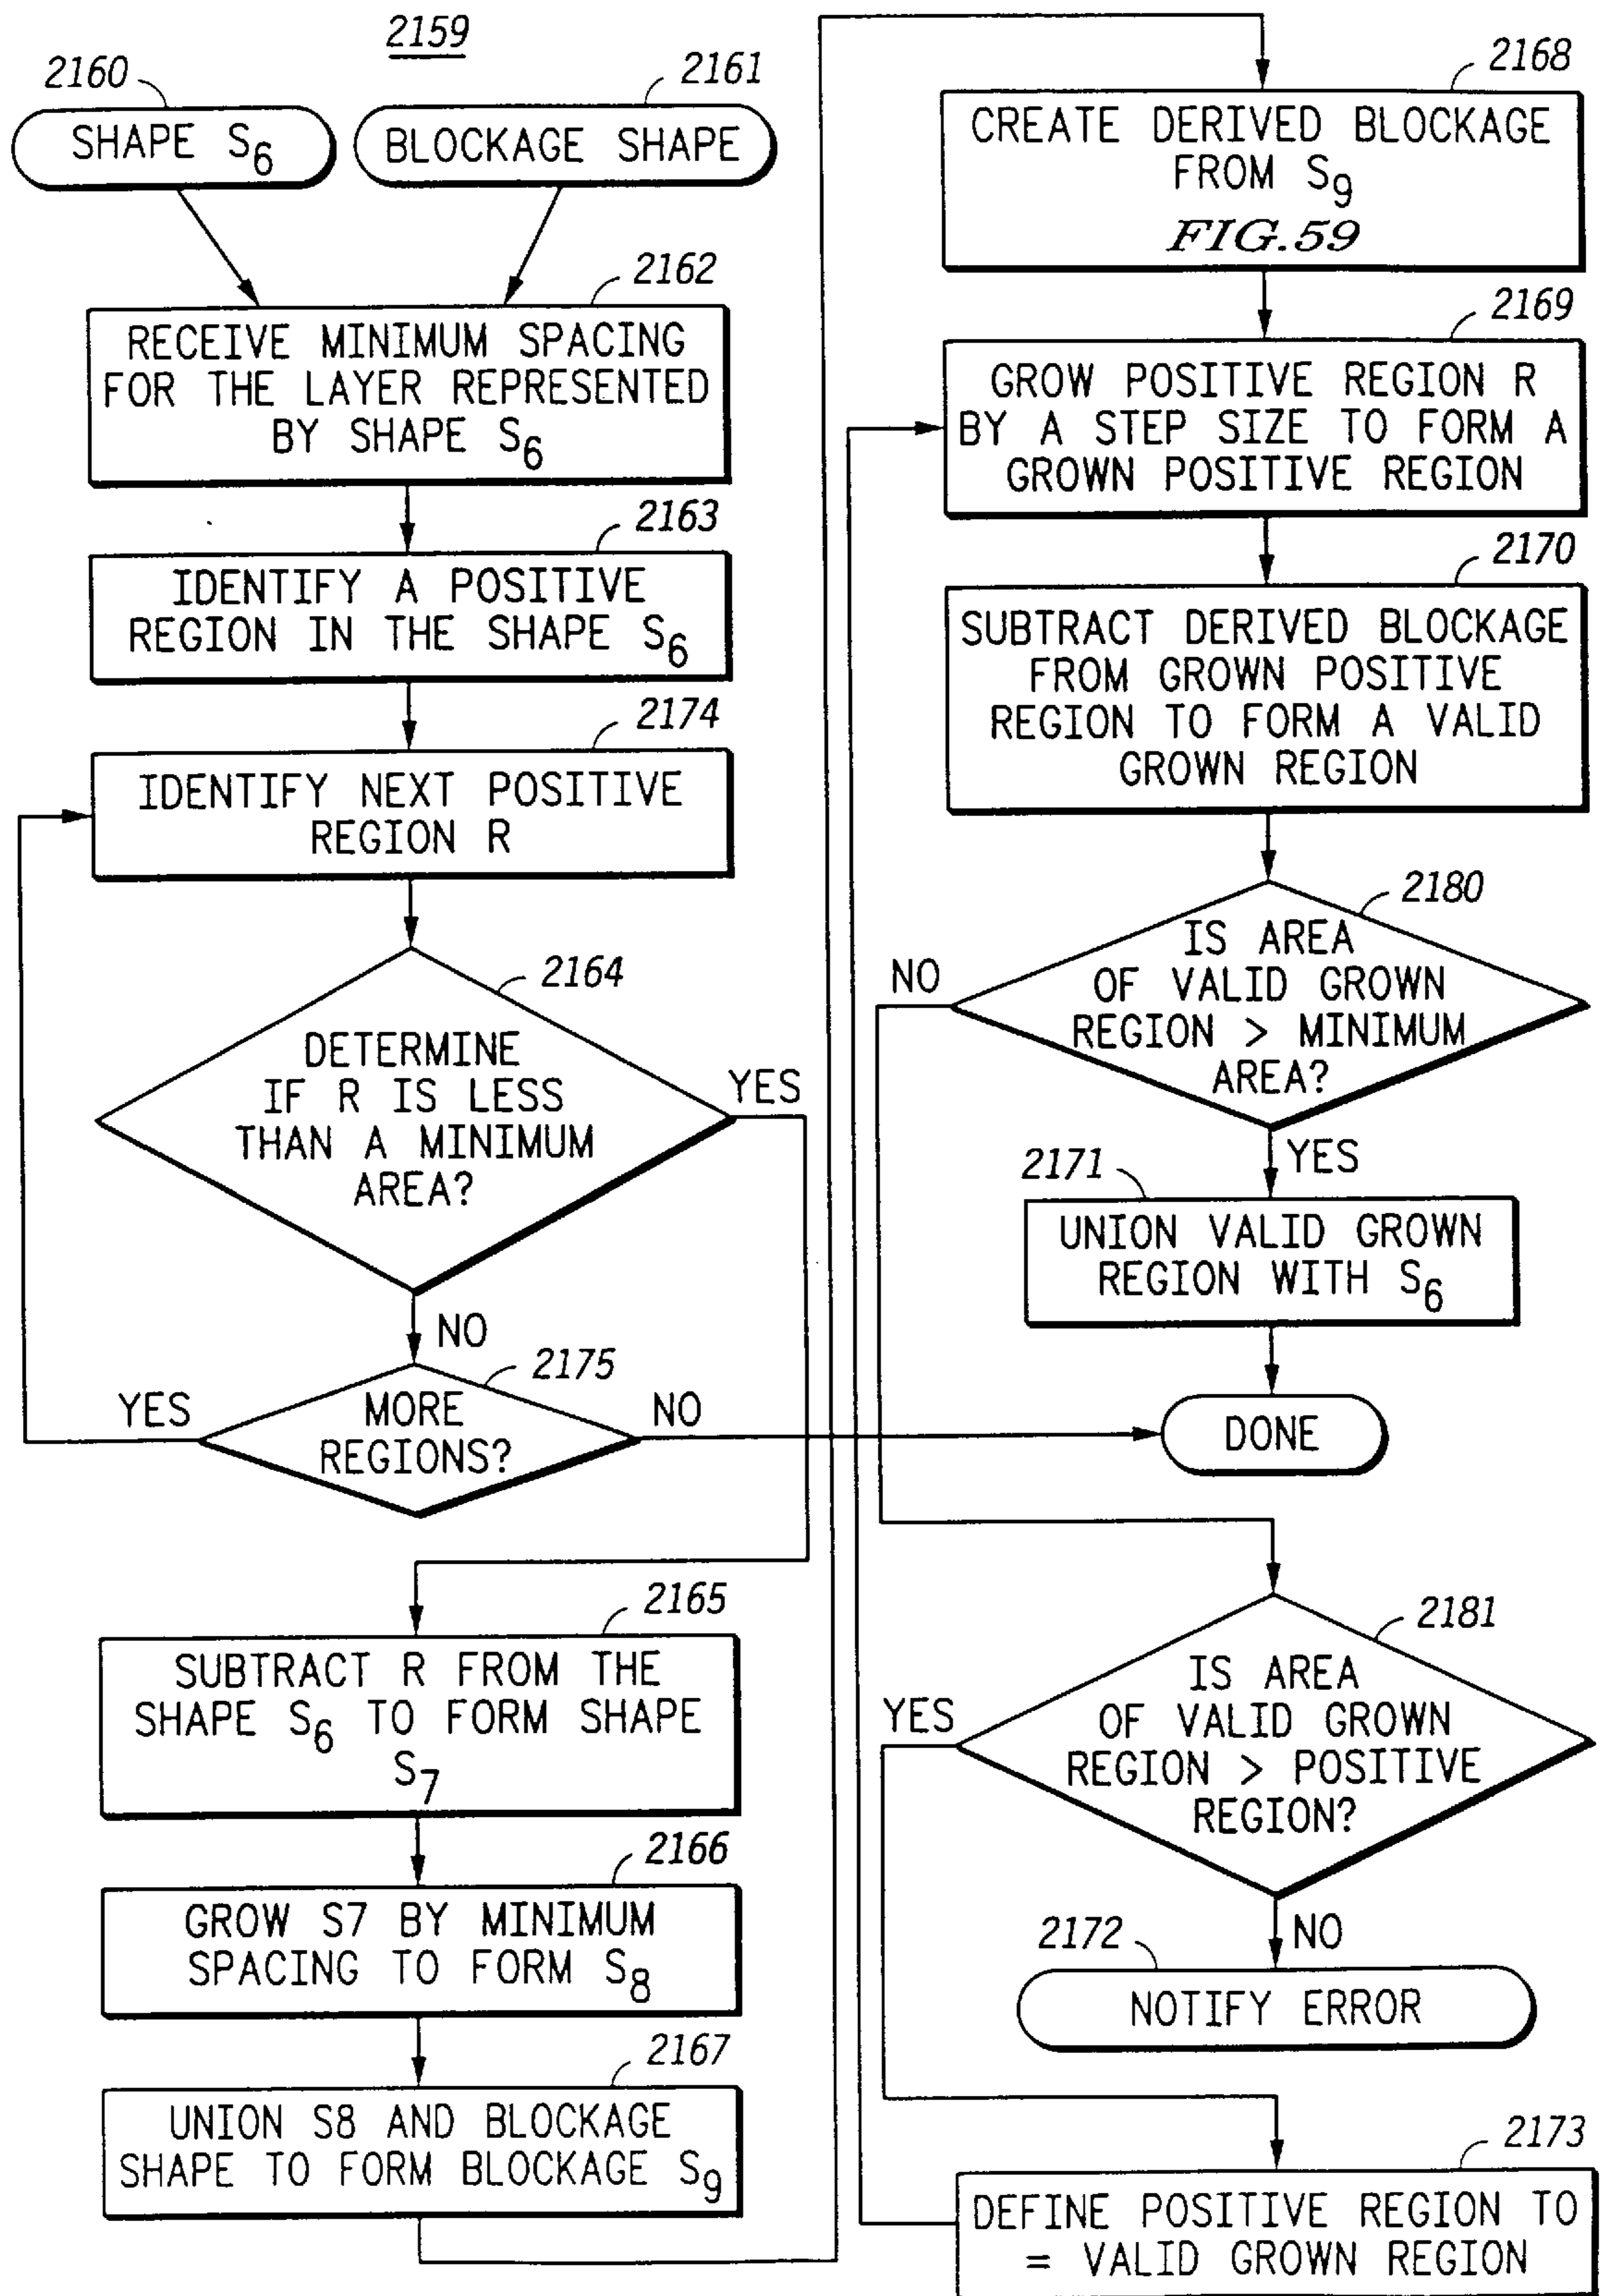 2159
2160
SHAPE S6
2161
BLOCKAGE SHAPE
2162
RECEIVE MINIMUM SPACING
FOR THE LAYER REPRESENTED
BY SHAPE S6
2163
IDENTIFY A POSITIVE
REGION IN THE SHAPE S6
2174
IDENTIFY NEXT POSITIVE
REGION R
2164
DETERMINE
IF R IS LESS
THAN A MINIMUM
AREA?
YES
NO
2175
MORE
REGIONS?
YES
NO
2165
SUBTRACT R FROM THE
SHAPE S6 TO FORM SHAPE
S7
2166
GROW S7 BY MINIMUM
SPACING TO FORM S8
2167
UNION S8 AND BLOCKAGE
SHAPE TO FORM BLOCKAGE S9
2168
CREATE DERIVED BLOCKAGE
FROM S9
FIG.59
2169
GROW POSITIVE REGION R
BY A STEP SIZE TO FORM A
GROWN POSITIVE REGION
2170
SUBTRACT DERIVED BLOCKAGE
FROM GROWN POSITIVE
REGION TO FORM A VALID
GROWN REGION
2180
IS AREA
OF VALID GROWN
REGION > MINIMUM
AREA?
NO
YES
2171
UNION VALID GROWN
REGION WITH S6
DONE
2181
IS AREA
OF VALID GROWN
REGION > POSITIVE
REGION?
YES
NO
2172
NOTIFY ERROR
2173
DEFINE POSITIVE REGION TO
= VALID GROWN REGION